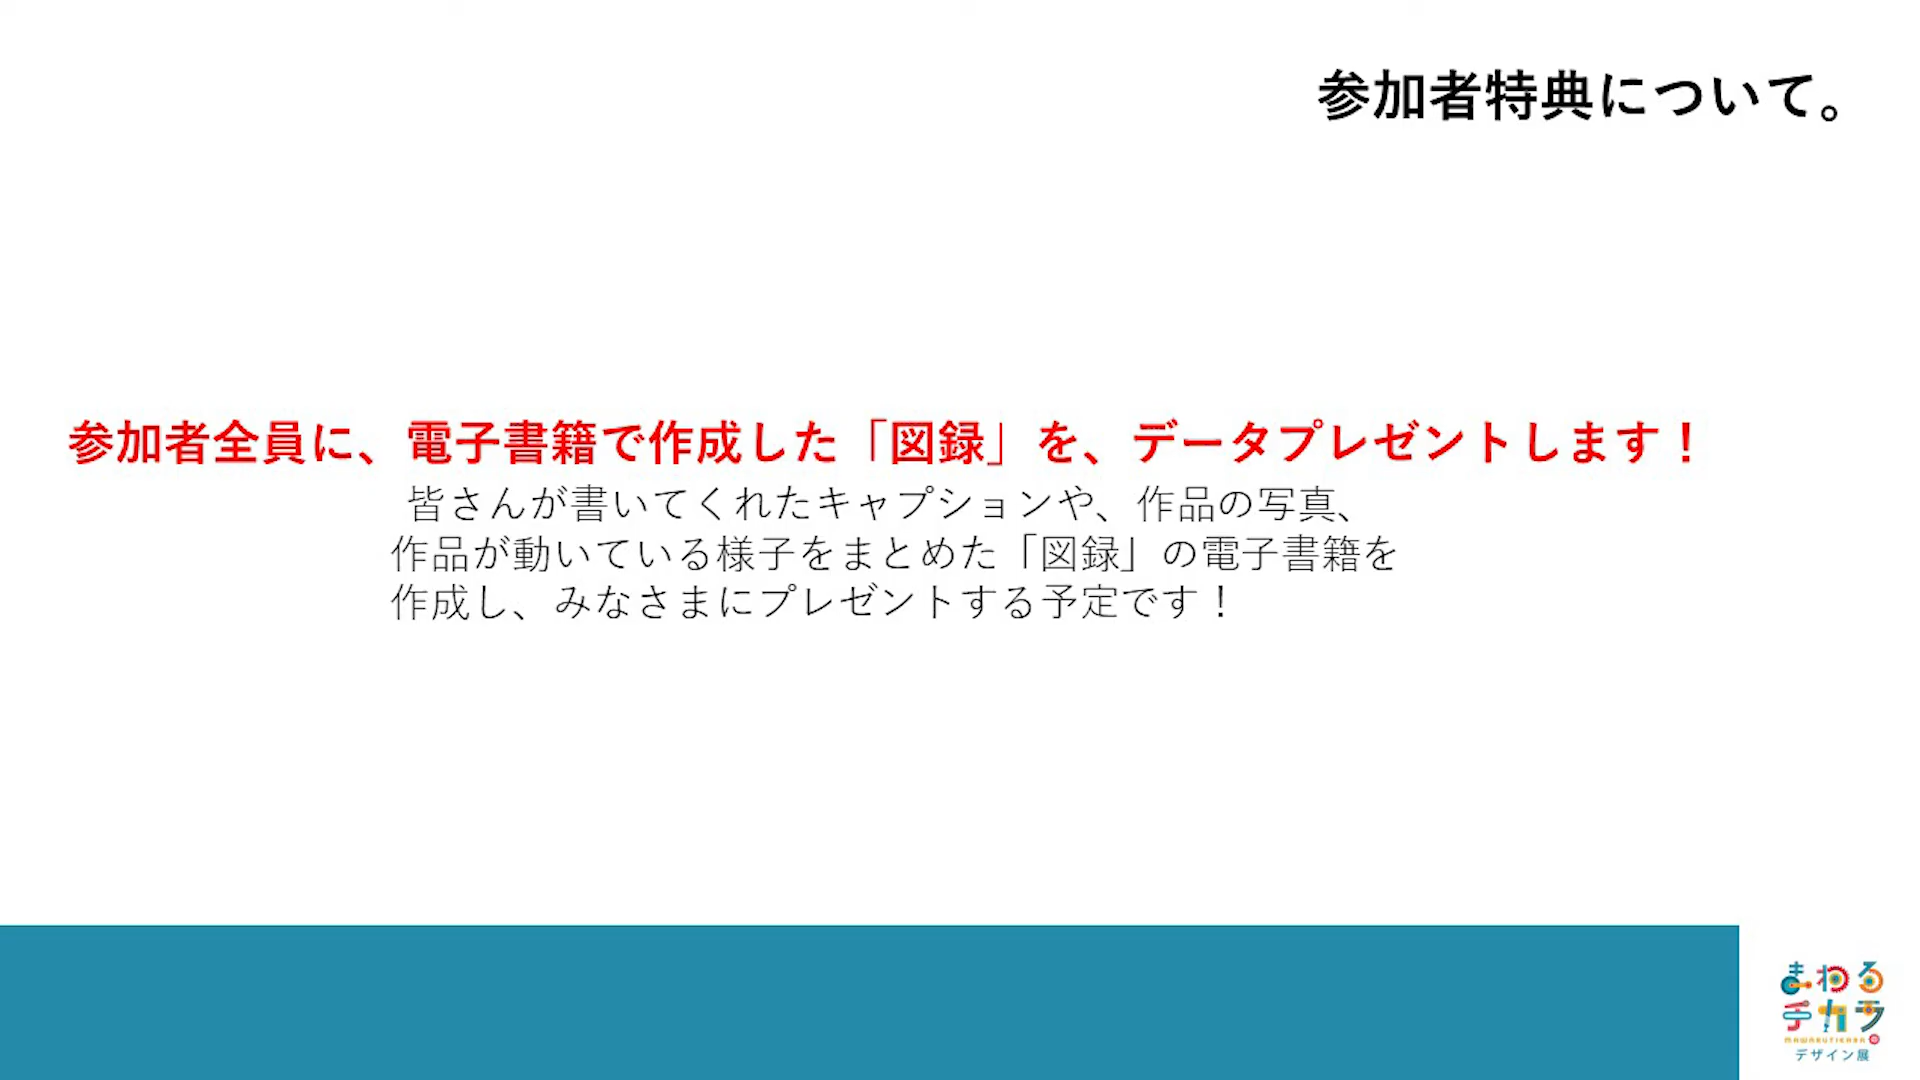 参加者特典について。
参加者全員に、電子書籍で作成した「図録」を、データプレゼントします！
皆さんが書いてくれたキャプションや、作品の写真、
作品が動いている様子をまとめた「図録」の電子書籍を
作成し、みなさまにプレゼントする予定です！
まわる
チカラ。
MAWARUTIKARA
デザイン展